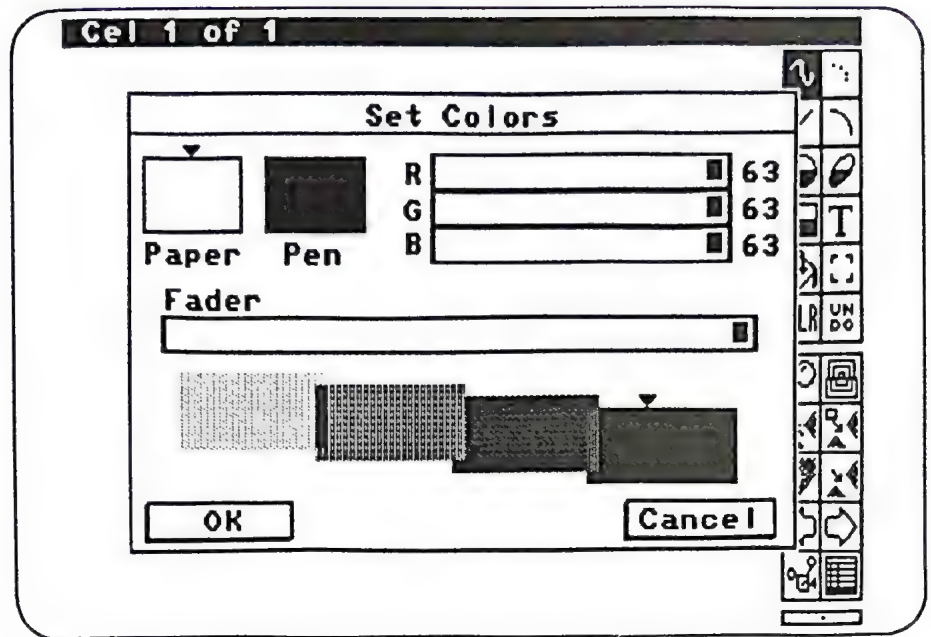 Cel 1 of 1
Set Colors
R 63
G 63
B 63
Paper Pen
Fader
OK Cancel
T
LR
UN
DO